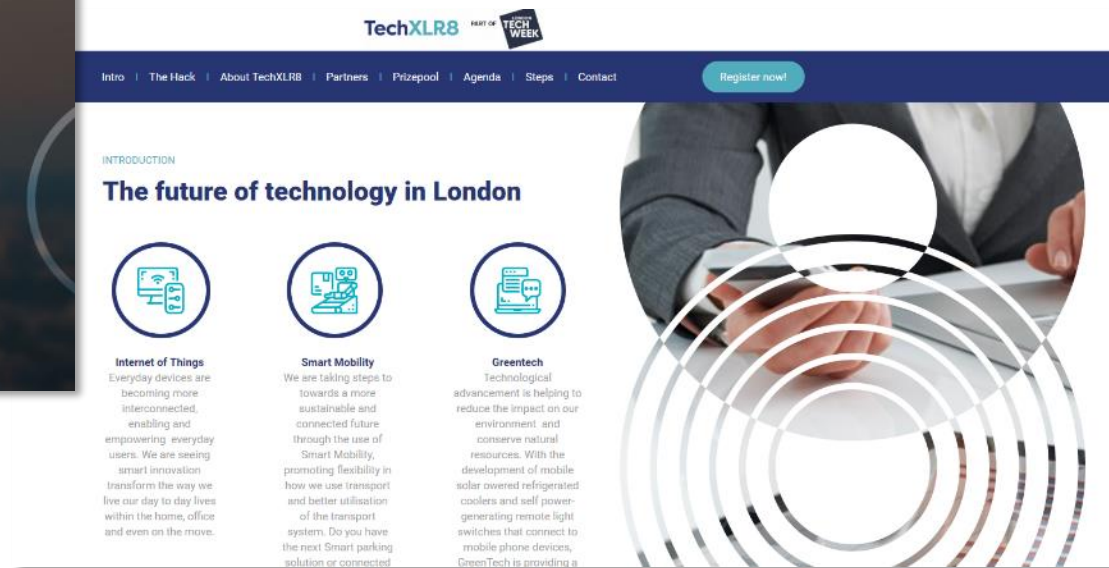 TechXLR8 PART OF LONDON
TECH
WEEK
Intro | The Hack | About TechXLR8 | Partners | Prizepool | Agenda | Steps | Contact
Register now!
INTRODUCTION
The future of technology in London
Internet of Things
Everyday devices are
becoming more
interconnected,
enabling and
empowering everyday
users. We are seeing
smart innovation
transform the way we
live our day to day lives
within the home, office
and even on the move.
Smart Mobility
We are taking steps to
towards a more
sustainable and
connected future
through the use of
Smart Mobility,
promoting flexibility in
how we use transport
and better utilisation
of the transport
system. Do you have
the next Smart parking
solution or connected
Greentech
Technological
advancement is helping to
reduce the impact on our
environment and
conserve natural
resources. With the
development of mobile
solar owered refrigerated
coolers and self power-
generating remote light
switches that connect to
mobile phone devices,
GreenTech is providing a